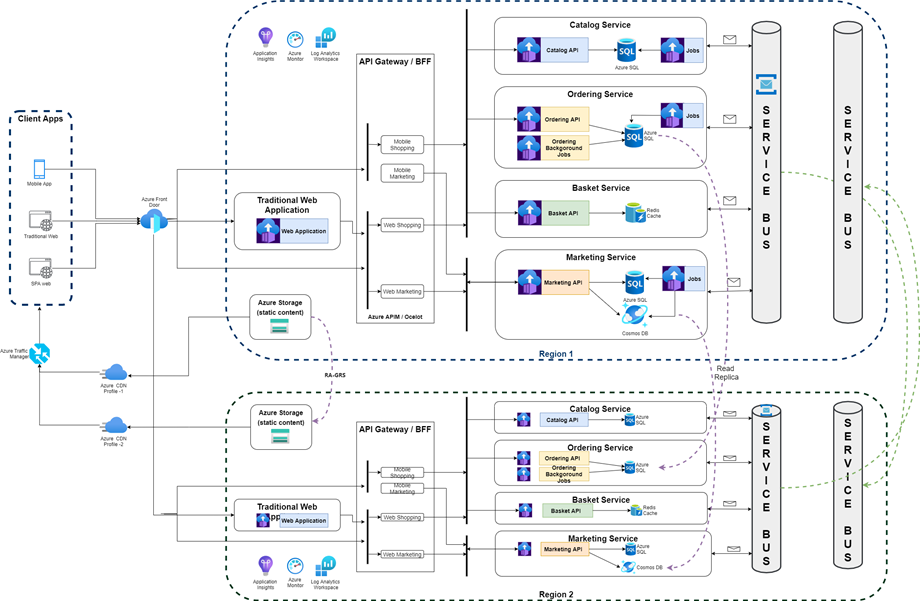 Client Apps
Mobile App
Traditional Web
BPA web
Azure Traffic
Manager
Azure CDN
Profile -1
Azure CDN
Profile -2
Azure Front
Door
Application
Insights
Azure
Monitor
Log Analytics
Workspace
Traditional Web
Application
Web Application
Azure Storage
(static content)
RA-GRS
API Gateway / BFF
Mobile
Shopping
Mobile
Marketing
Web Shopping
Web Marketing
Azure APIM / Ocelot
Catalog Service
Catalog API
Azure SQL
Jobs
Ordering Service
Ordering API
Ordering
Background
Jobs
Azure
SQL
Jobs
Basket Service
Basket API
Redis
Cache
Marketing Service
Marketing API
Azure SQL
Jobs
Cosmos DB
SERVICE BUS
SERVICE BUS
Region 1
Read
Replica
Azure Storage
(static content)
Traditional Web
Web Application
Application
Insights
Azure
Monitor
Log Analytics
Workspace
API Gateway / BFF
Mobile
Shopping
Mobile
Marketing
Web Shopping
Web Marketing
Catalog Service
Catalog API
Azure
SQL
Ordering Service
Ordering API
Ordering
Background
Jobs
Azure
SQL
Basket Service
Basket API
Redis
Cache
Marketing Service
Marketing API
Azure
SQL
Cosmos DB
SERVICE BUS
SERVICE BUS
Region 2